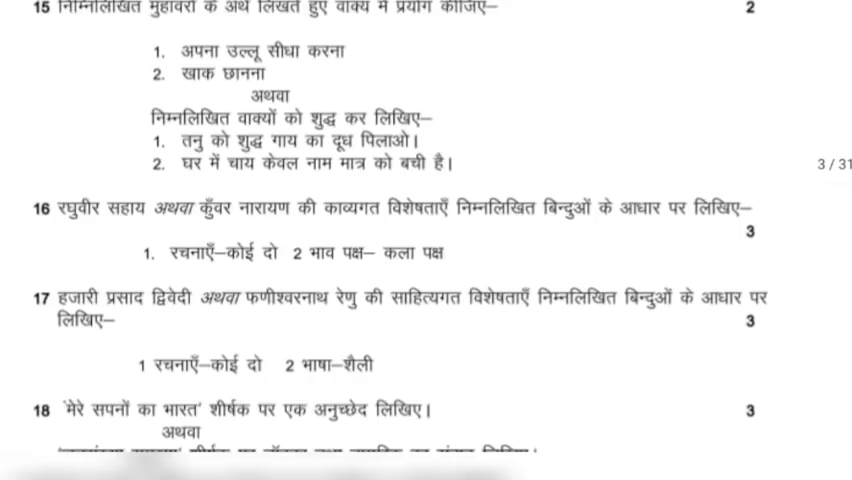 15 निम्नलिखित मुहावरों के अर्थ लिखते हुए वाक्य में प्रयोग कीजिए– 2
1. अपना उल्लू सीधा करना
2. खाक छानना
अथवा
निम्नलिखित वाक्यों को शुद्ध कर लिखिए–
1. तनु को शुद्ध गाय का दूध पिलाओ।
2. घर में चाय केवल नाम मात्र को बची है।
3 / 31
16 रघुवीर सहाय अथवा कुँवर नारायण की काव्यगत विशेषताएँ निम्नलिखित बिन्दुओं के आधार पर लिखिए–
3
1. रचनाएँ–कोई दो 2 भाव पक्ष– कला पक्ष
17 हजारी प्रसाद द्विवेदी अथवा फणीश्वरनाथ रेणु की साहित्यगत विशेषताएँ निम्नलिखित बिन्दुओं के आधार पर
लिखिए– 3
1 रचनाएँ–कोई दो 2 भाषा–शैली
18 'मेरे सपनों का भारत' शीर्षक पर एक अनुच्छेद लिखिए। 3
अथवा